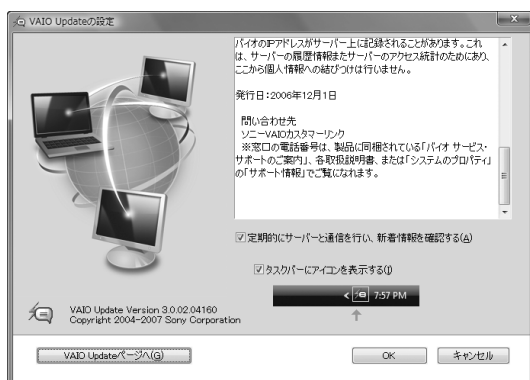 VAIO Updateの設定
バイオのIPアドレスがサーバー上に記録されることがあります。これ
は、サーバーの履歴情報またサーバーのアクセス統計のためにあり、
ここから個人情報への結びつけは行いません。
発行日:2006年12月1日
問い合わせ先
ソニーVAIOカスタマーリンク
※窓口の電話番号は、製品に同梱されている「バイオ サービス・
サポートのご案内」、各取扱説明書、または「システムのプロパティ」
の「サポート情報」でご覧になれます。
定期的にサーバーと通信を行い、新着情報を確認する(A)
タスクバーにアイコンを表示する(I)
7:57 PM
VAIO Update Version 3.0.02.04160
Copyright 2004-2007 Sony Corporation
VAIO Updateページへ(G)
OK
キャンセル